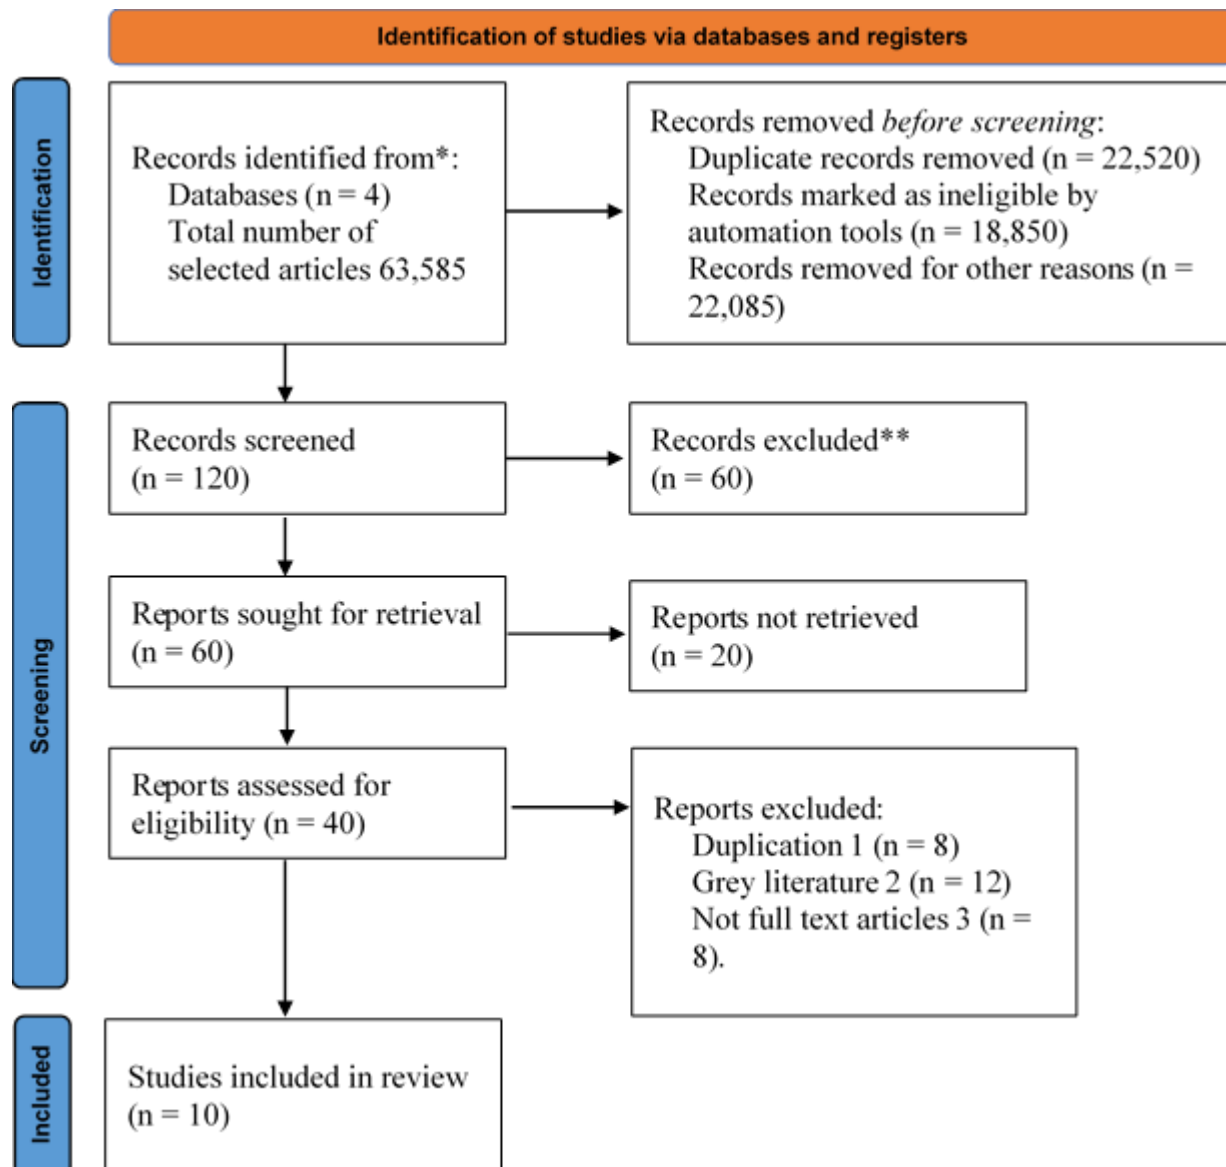 Identification of studies via databases and registers
Identification
Records identified from*:
Databases (n = 4)
Total number of
selected articles 63,585
Records removed before screening:
Duplicate records removed (n = 22,520)
Records marked as ineligible by
automation tools (n = 18,850)
Records removed for other reasons (n =
22,085)
Screening
Records screened
(n = 120)
Records excluded**
(n = 60)
Reports sought for retrieval
(n = 60)
Reports not retrieved
(n = 20)
Reports assessed for
eligibility (n = 40)
Reports excluded:
Duplication 1 (n = 8)
Grey literature 2 (n = 12)
Not full text articles 3 (n =
8).
Included
Studies included in review
(n = 10)